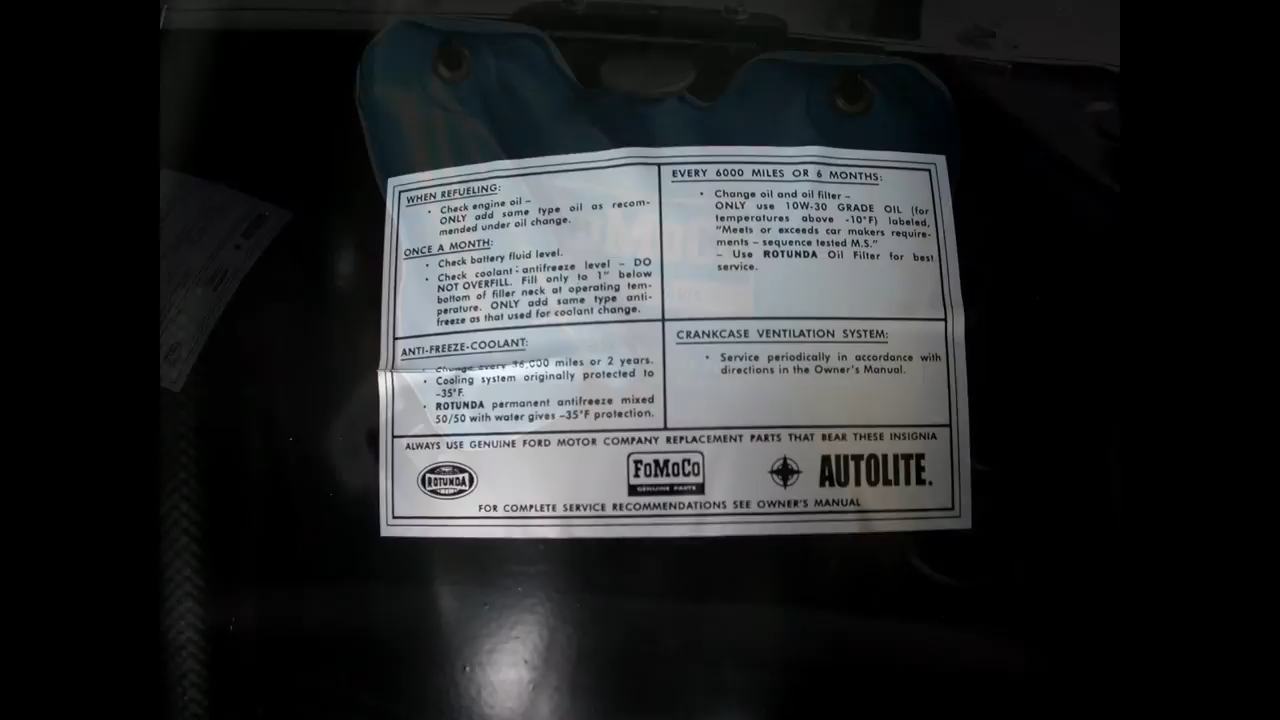 WHEN REFUELING:
• Check engine oil –
ONLY add same type oil as recom-
mended under oil change.
ONCE A MONTH:
• Check battery fluid level.
• Check coolant - antifreeze level – DO
NOT OVERFILL. Fill only to 1" below
bottom of filler neck at operating tem-
perature. ONLY add same type anti-
freeze as that used for coolant change.
ANTI-FREEZE-COOLANT:
• Change every 36,000 miles or 2 years.
• Cooling system originally protected to
–35°F.
• ROTUNDA permanent antifreeze mixed
50/50 with water gives –35°F protection.
EVERY 6000 MILES OR 6 MONTHS:
• Change oil and oil filter –
ONLY use 10W-30 GRADE OIL (for
temperatures above -10°F) labeled,
"Meets or exceeds car makers require-
ments – sequence tested M.S."
– Use ROTUNDA Oil Filter for best
service.
CRANKCASE VENTILATION SYSTEM:
• Service periodically in accordance with
directions in the Owner's Manual.
ALWAYS USE GENUINE FORD MOTOR COMPANY REPLACEMENT PARTS THAT BEAR THESE INSIGNIA
ROTUNDA
FoMoCo
GENUINE PARTS
AUTOLITE.
FOR COMPLETE SERVICE RECOMMENDATIONS SEE OWNER'S MANUAL